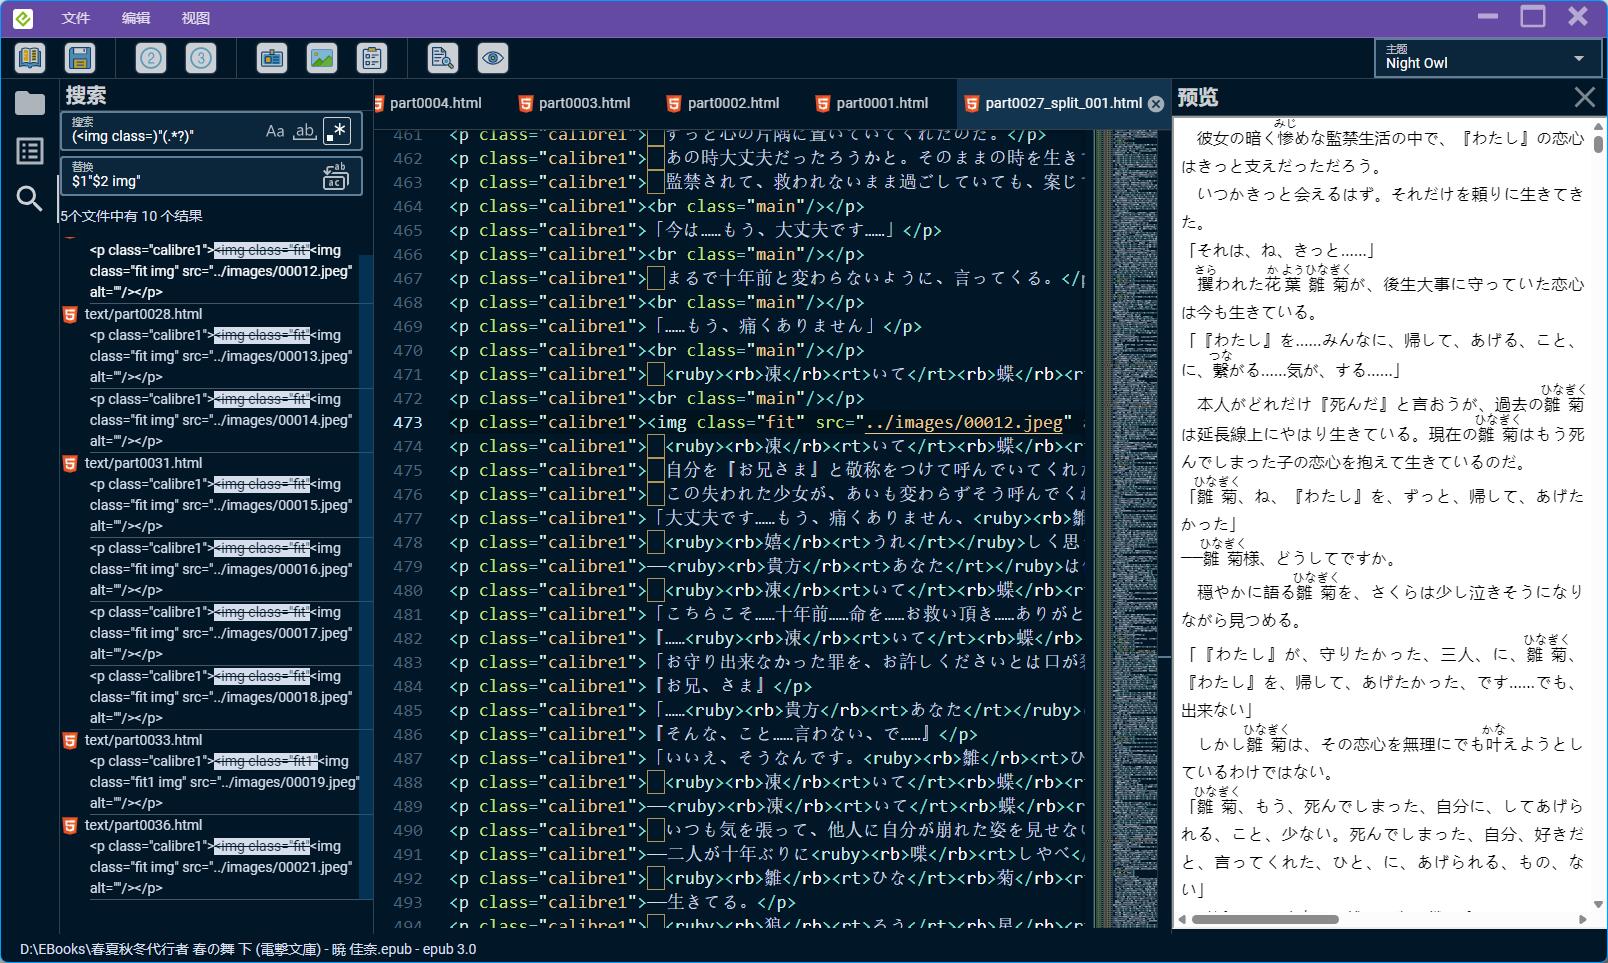 文件 编辑 视图
主题
Night Owl
搜索
搜索
(<img class=)"(.*?)"
Aa ab .*
替换
$1"$2 img"
5个文件中有 10 个结果
<p class="calibre1"><img class="fit"<img
class="fit img" src="../images/00012.jpeg"
alt=""/></p>
text/part0028.html
<p class="calibre1"><img class="fit"<img
class="fit img" src="../images/00013.jpeg"
alt=""/></p>
<p class="calibre1"><img class="fit"<img
class="fit img" src="../images/00014.jpeg"
alt=""/></p>
text/part0031.html
<p class="calibre1"><img class="fit"<img
class="fit img" src="../images/00015.jpeg"
alt=""/></p>
<p class="calibre1"><img class="fit"<img
class="fit img" src="../images/00016.jpeg"
alt=""/></p>
<p class="calibre1"><img class="fit"<img
class="fit img" src="../images/00017.jpeg"
alt=""/></p>
<p class="calibre1"><img class="fit"<img
class="fit img" src="../images/00018.jpeg"
alt=""/></p>
text/part0033.html
<p class="calibre1"><img class="fit1"<img
class="fit1 img" src="../images/00019.jpeg"
alt=""/></p>
text/part0036.html
<p class="calibre1"><img class="fit"<img
class="fit img" src="../images/00021.jpeg"
alt=""/></p>
part0004.html part0003.html part0002.html part0001.html part0027_split_001.html
461 <p class="calibre1"> ずっと心の片隅に置いていてくれたのだ。</p>
462 <p class="calibre1"> あの時大丈夫だったろうかと。そのままの時を生き
463 <p class="calibre1"> 監禁されて、救われないまま過ごしていても、案じ
464 <p class="calibre1"><br class="main"/></p>
465 <p class="calibre1">「今は……もう、大丈夫です……」</p>
466 <p class="calibre1"><br class="main"/></p>
467 <p class="calibre1"> まるで十年前と変わらないように、言ってくる。</p
468 <p class="calibre1"><br class="main"/></p>
469 <p class="calibre1">「……もう、痛くありません」</p>
470 <p class="calibre1"><br class="main"/></p>
471 <p class="calibre1"> <ruby><rb>凍</rb><rt>いて</rt><rb>蝶</rb><r
472 <p class="calibre1"><br class="main"/></p>
473 <p class="calibre1"><img class="fit" src="../images/00012.jpeg"
474 <p class="calibre1"> <ruby><rb>凍</rb><rt>いて</rt><rb>蝶</rb><r
475 <p class="calibre1"> 自分を『お兄さま』と敬称をつけて呼んでいてくれ
476 <p class="calibre1"> この失われた少女が、あいも変わらずそう呼んでく
477 <p class="calibre1">「大丈夫です……もう、痛くありません、<ruby><rb>雛
478 <p class="calibre1"> <ruby><rb>嬉</rb><rt>うれ</rt></ruby>しく思
479 <p class="calibre1">──<ruby><rb>貴方</rb><rt>あなた</rt></ruby>は
480 <p class="calibre1"> <ruby><rb>凍</rb><rt>いて</rt><rb>蝶</rb><r
481 <p class="calibre1">「こちらこそ……十年前……命を……お救い頂き……ありがと
482 <p class="calibre1">『……<ruby><rb>凍</rb><rt>いて</rt><rb>蝶</rb>
483 <p class="calibre1">「お守り出来なかった罪を、お許しくださいとは口が
484 <p class="calibre1">『お兄、さま』</p>
485 <p class="calibre1">「……<ruby><rb>貴方</rb><rt>あなた</rt></ruby>
486 <p class="calibre1">『そんな、こと……言わない、で……』</p>
487 <p class="calibre1">「いいえ、そうなんです。<ruby><rb>雛</rb><rt>ひ
488 <p class="calibre1"> <ruby><rb>凍</rb><rt>いて</rt><rb>蝶</rb><r
489 <p class="calibre1">──<ruby><rb>凍</rb><rt>いて</rt><rb>蝶</rb><r
490 <p class="calibre1"> いつも気を張って、他人に自分が崩れた姿を見せな
491 <p class="calibre1">──二人が十年ぶりに<ruby><rb>喋</rb><rt>しやべ</
492 <p class="calibre1"> <ruby><rb>雛</rb><rt>ひな</rt><rb>菊</rb><r
493 <p class="calibre1">──生きてる。</p>
494 <p class="calibre1"> <ruby><rb>狼</rb><rt>ろう</rt><rb>星</rb><r
预览
みじ
彼女の暗く惨めな監禁生活の中で、『わたし』の恋心
はきっと支えだっただろう。
いつかきっと会えるはず。それだけを頼りに生きてき
た。
「それは、ね、きっと……」
さら か ようひなぎく
攫われた花葉雛菊が、後生大事に守っていた恋心
は今も生きている。
「『わたし』を……みんなに、帰して、あげる、こと、
つな
に、繋がる……気が、する……」
ひなぎく
本人がどれだけ『死んだ』と言おうが、過去の雛菊
ひなぎく
は延長線上にやはり生きている。現在の雛菊はもう死
んでしまった子の恋心を抱えて生きているのだ。
ひなぎく
「雛菊、ね、『わたし』を、ずっと、帰して、あげた
かった」
ひなぎく
──雛菊様、どうしてですか。
ひなぎく
穏やかに語る雛菊を、さくらは少し泣きそうになり
ながら見つめる。
ひなぎく
「『わたし』が、守りたかった、三人、に、雛菊、
『わたし』を、帰して、あげたかった、です……でも、
出来ない」
ひなぎく かな
しかし雛菊は、その恋心を無理にでも叶えようとし
ているわけではない。
ひなぎく
「雛菊、もう、死んでしまった、自分に、してあげら
れる、こと、少ない。死んでしまった、自分、好きだ
と、言ってくれた、ひと、に、あげられる、もの、な
い」
D:\EBooks\春夏秋冬代行者 春の舞 下 (電撃文庫) - 暁 佳奈.epub - epub 3.0